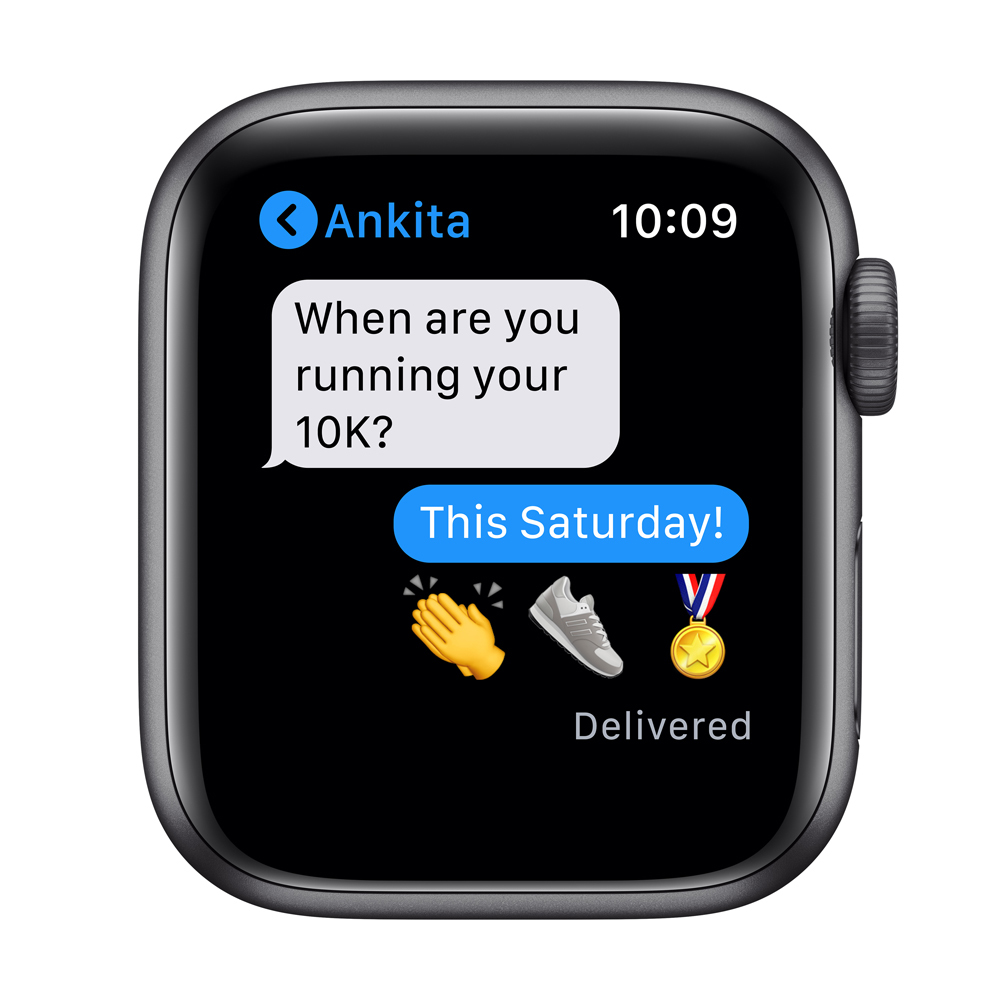 Ankita 10:09
When are you
running your
10K?
This Saturday!
👏 👟 🎖️
Delivered